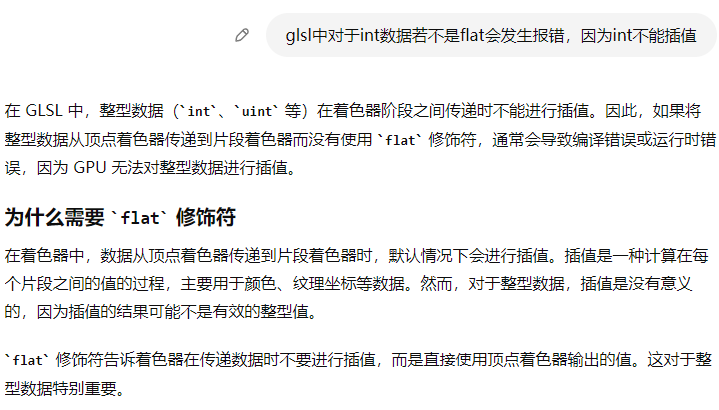 glsl中对于int数据若不是flat会发生报错，因为int不能插值
在 GLSL 中，整型数据（`int`、`uint` 等）在着色器阶段之间传递时不能进行插值。因此，如果将
整型数据从顶点着色器传递到片段着色器而没有使用 `flat` 修饰符，通常会导致编译错误或运行时错
误，因为 GPU 无法对整型数据进行插值。
为什么需要 `flat` 修饰符
在着色器中，数据从顶点着色器传递到片段着色器时，默认情况下会进行插值。插值是一种计算在每
个片段之间的值的过程，主要用于颜色、纹理坐标等数据。然而，对于整型数据，插值是没有意义
的，因为插值的结果可能不是有效的整型值。
`flat` 修饰符告诉着色器在传递数据时不要进行插值，而是直接使用顶点着色器输出的值。这对于整
型数据特别重要。